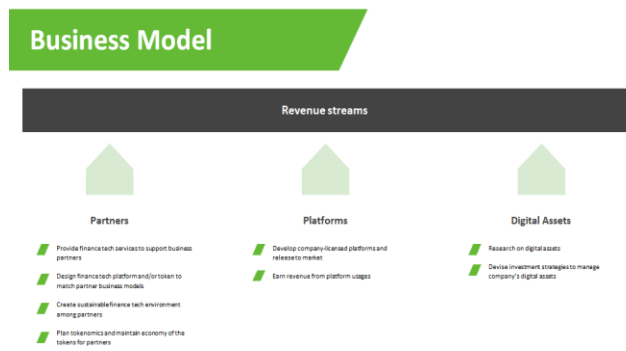 Business Model
Revenue streams
Partners
Provide finance tech services to support business
partners
Design finance tech platform and/or token to
match partner business models
Create sustainable finance tech environment
among partners
Plan tokenomics and maintain economy of the
tokens for partners
Platforms
Develop company-licensed platforms and
release to market
Earn revenue from platform usages
Digital Assets
Research on digital assets
Devise investment strategies to manage
company's digital assets